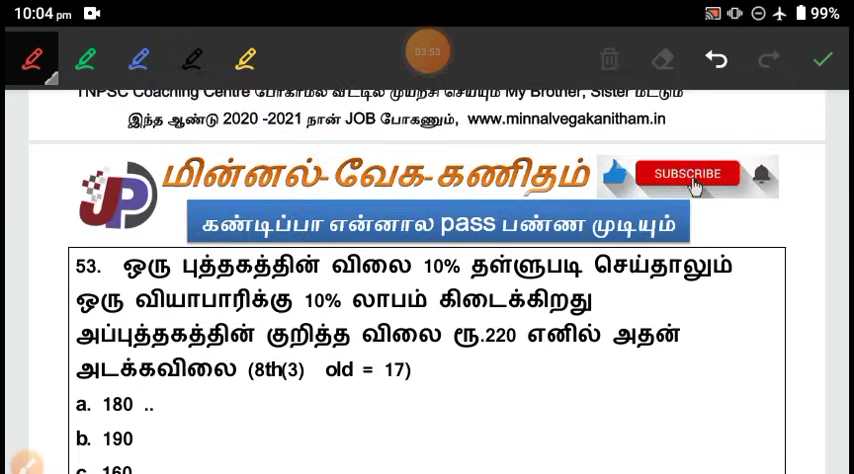 10:04 pm 99%
03:53
TNPSC Coaching Centre போகாமல் வீட்டில் முயற்சி செய்யும் My Brother, Sister மட்டும்
இந்த ஆண்டு 2020 -2021 நான் JOB போகணும், www.minnalvegakanitham.in
JP மின்னல்-வேக-கணிதம் SUBSCRIBE
கண்டிப்பா என்னால pass பண்ண முடியும்
53. ஒரு புத்தகத்தின் விலை 10% தள்ளுபடி செய்தாலும்
ஒரு வியாபாரிக்கு 10% லாபம் கிடைக்கிறது
அப்புத்தகத்தின் குறித்த விலை ரூ.220 எனில் அதன்
அடக்கவிலை (8th(3) old = 17)
a. 180 ..
b. 190
c. 160